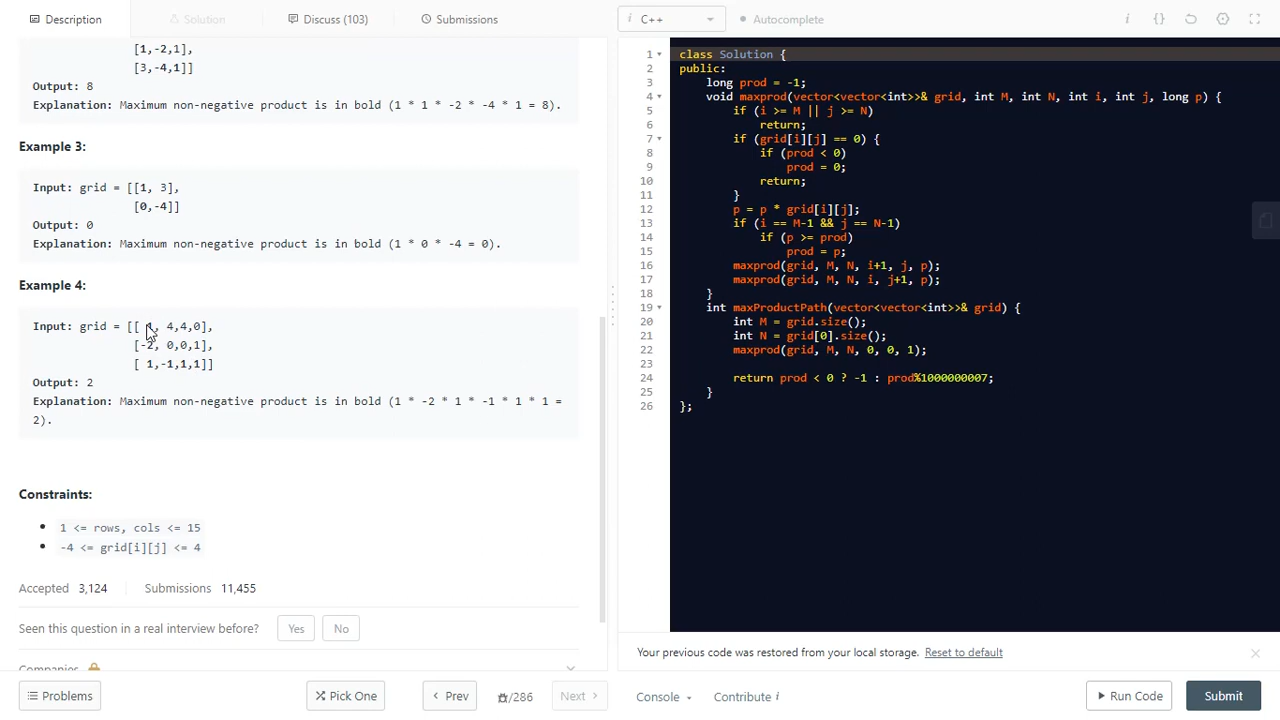 Description
Solution
Discuss (103)
Submissions
[1,-2,1],
[3,-4,1]]
Output: 8
Explanation: Maximum non-negative product is in bold (1 * 1 * -2 * -4 * 1 = 8).
Example 3:
Input: grid = [[1, 3],
[0,-4]]
Output: 0
Explanation: Maximum non-negative product is in bold (1 * 0 * -4 = 0).
Example 4:
Input: grid = [[ 1, 4,4,0],
[-2, 0,0,1],
[ 1,-1,1,1]]
Output: 2
Explanation: Maximum non-negative product is in bold (1 * -2 * 1 * -1 * 1 * 1 =
2).
Constraints:
1 <= rows, cols <= 15
-4 <= grid[i][j] <= 4
Accepted 3,124 Submissions 11,455
Seen this question in a real interview before? Yes No
Companies
Problems
Pick One
Prev
/286
Next
i C++
Autocomplete
1 class Solution {
2 public:
3 long prod = -1;
4 void maxprod(vector<vector<int>>& grid, int M, int N, int i, int j, long p) {
5 if (i >= M || j >= N)
6 return;
7 if (grid[i][j] == 0) {
8 if (prod < 0)
9 prod = 0;
10 return;
11 }
12 p = p * grid[i][j];
13 if (i == M-1 && j == N-1)
14 if (p >= prod)
15 prod = p;
16 maxprod(grid, M, N, i+1, j, p);
17 maxprod(grid, M, N, i, j+1, p);
18 }
19 int maxProductPath(vector<vector<int>>& grid) {
20 int M = grid.size();
21 int N = grid[0].size();
22 maxprod(grid, M, N, 0, 0, 1);
23
24 return prod < 0 ? -1 : prod%1000000007;
25 }
26 };
Your previous code was restored from your local storage. Reset to default
Console
Contribute i
Run Code
Submit